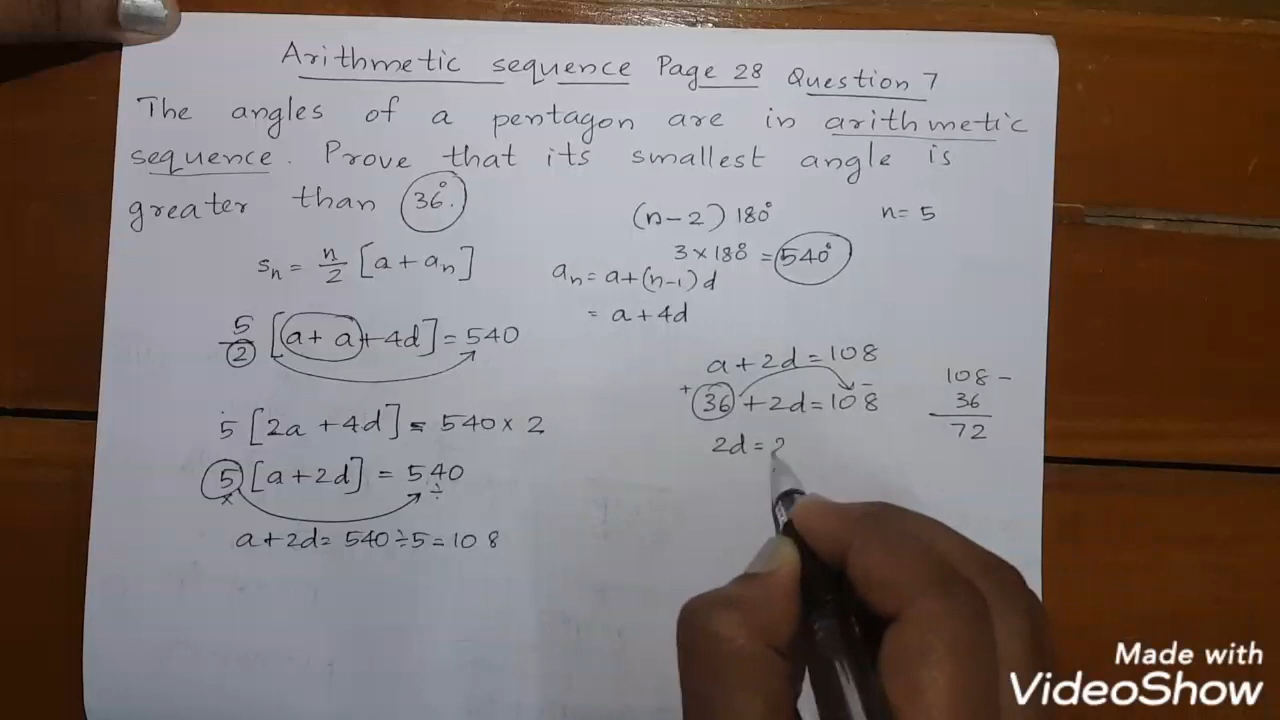 Arithmetic sequence Page 28 Question 7
The angles of a pentagon are in arithmetic
sequence. Prove that its smallest angle is
greater than 36°.
(n-2) 180° n=5
3×180° = 540°
Sn = n/2 [a+an]
an = a+(n-1)d
= a+4d
5/2 [a+a+4d] = 540
5 [2a+4d] = 540×2
5 [a+2d] = 540
× ÷
a+2d = 540÷5 = 108
a+2d = 108
+ 36 +2d = 108 -
2d =
108 -
36
72
Made with
VideoShow